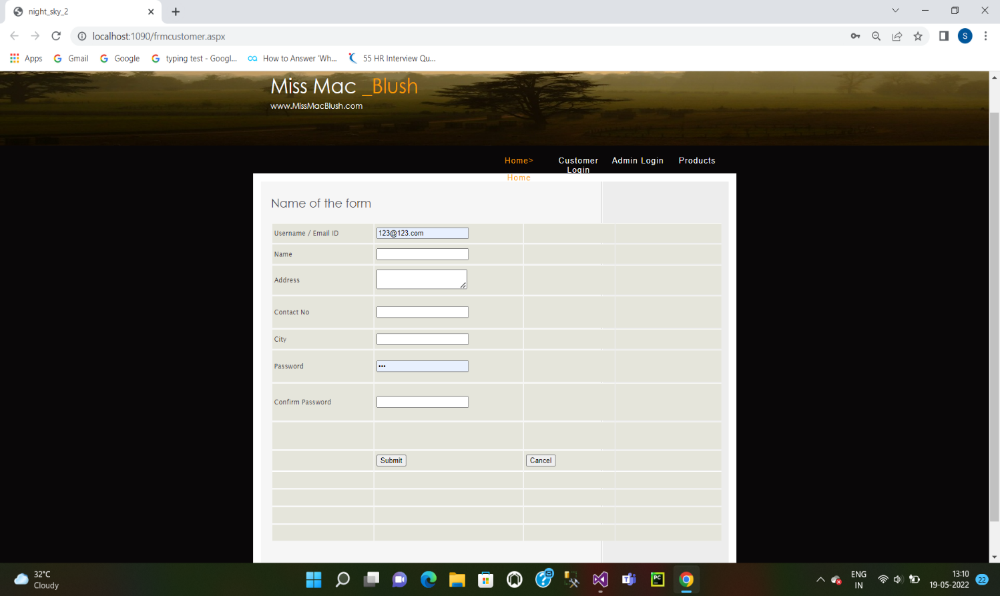 night_sky_2
localhost:1090/frmcustomer.aspx
S
Apps
Gmail
Google
typing test - Googl...
How to Answer 'Wh...
55 HR Interview Qu...
Miss Mac _Blush
www.MissMacBlush.com
Home>
Customer Login
Admin Login
Products
Home
Name of the form
Username / Email ID
123@123.com
Name
Address
Contact No
City
Password
•••
Confirm Password
Submit
Cancel
32°C
Cloudy
PC
ENG
IN
13:10
19-05-2022
22